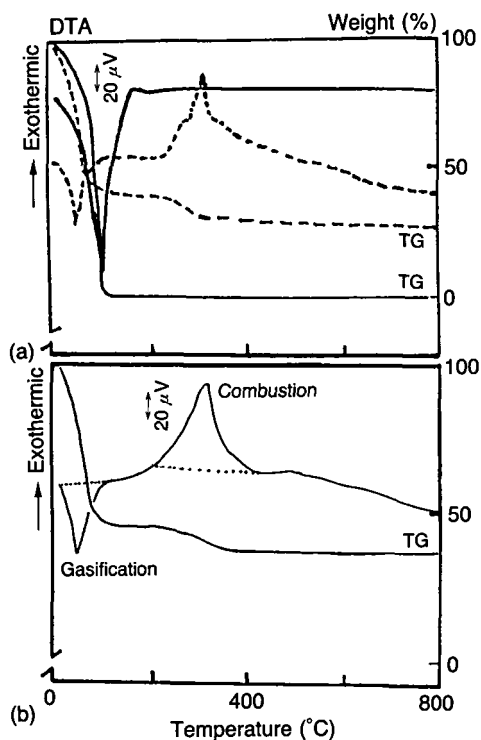 DTA
Weight (%)
100
20 μV
Exothermic
50
TG
TG
0
(a)
100
Exothermic
20 μV
Combustion
50
TG
Gasification
0
0
400
800
(b)
Temperature (°C)